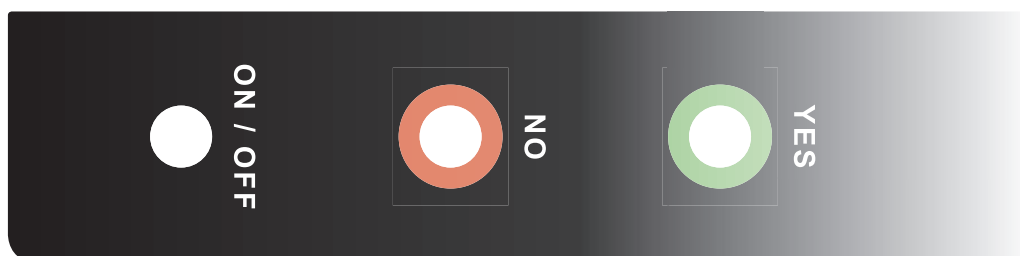 ON / OFF
NO
YES